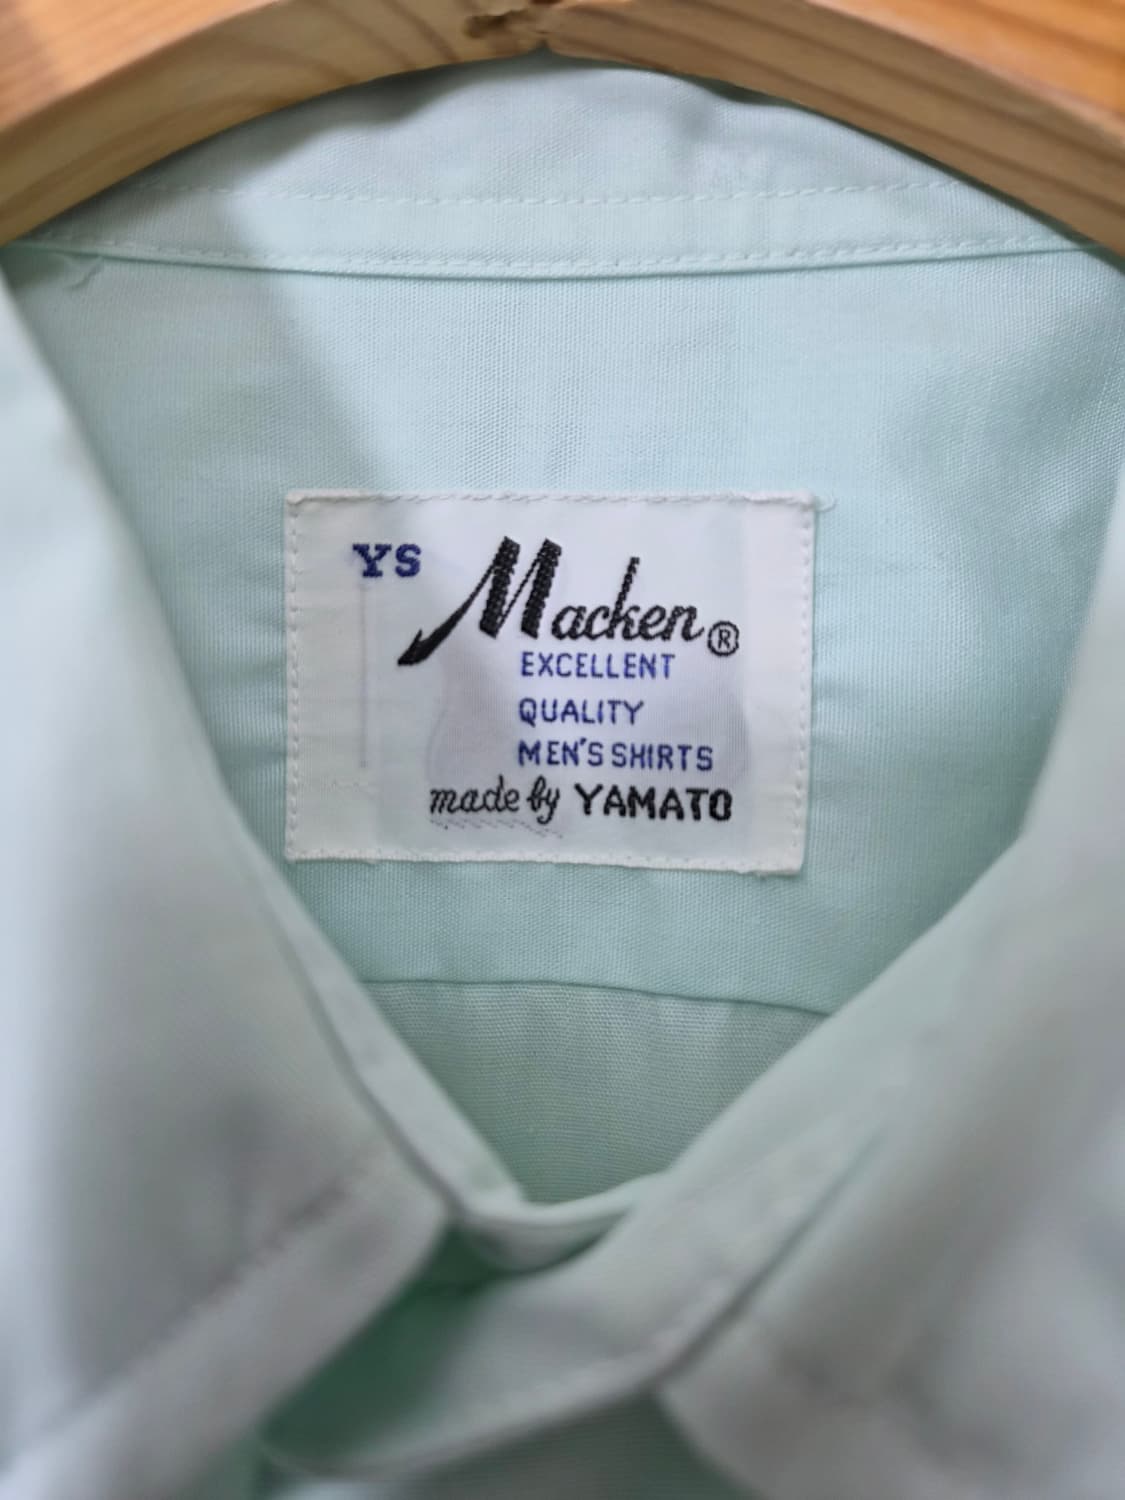 YS
Macken®
EXCELLENT
QUALITY
MEN'S SHIRTS
made by YAMATO